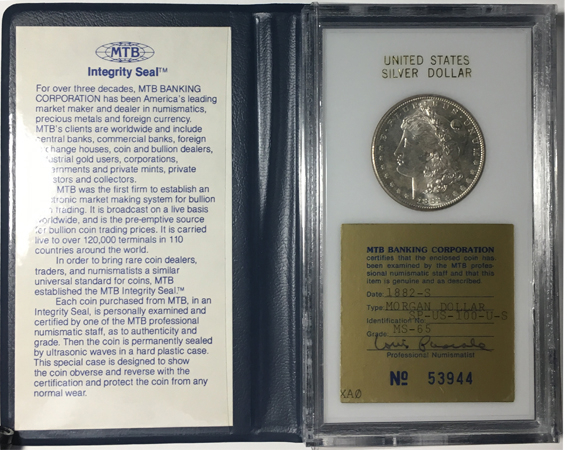 MTB
Integrity Seal™
For over three decades, MTB BANKING
CORPORATION has been America's leading
market maker and dealer in numismatics,
precious metals and foreign currency.
MTB's clients are worldwide and include
central banks, commercial banks, foreign
change houses, coin and bullion dealers,
strial gold users, corporations,
ernments and private mints, private
stors and collectors.
MTB was the first firm to establish an
tronic market making system for bullion
trading. It is broadcast on a live basis
worldwide, and is the pre-emptive source
bullion coin trading prices. It is carried
live to over 120,000 terminals in 110
countries around the world.
In order to bring rare coin dealers,
traders, and numismatists a similar
universal standard for coins, MTB
established the MTB Integrity Seal.™
Each coin purchased from MTB, in an
Integrity Seal, is personally examined and
certified by one of the MTB professional
numismatic staff, as to authenticity and
grade. Then the coin is permanently sealed
by ultrasonic waves in a hard plastic case.
This special case is designed to show
the coin obverse and reverse with the
certification and protect the coin from any
normal wear.
UNITED STATES
SILVER DOLLAR
MTB BANKING CORPORATION
certifies that the enclosed coin has
been examined by the MTB profes-
sional numismatic staff and that this
item is genuine and as described.
Date: 1882-S
Type: MORGAN DOLLAR
Identification No. P-US-100-U-S
Grade: MS-65
Professional Numismatist
Nº 53944
XAØ